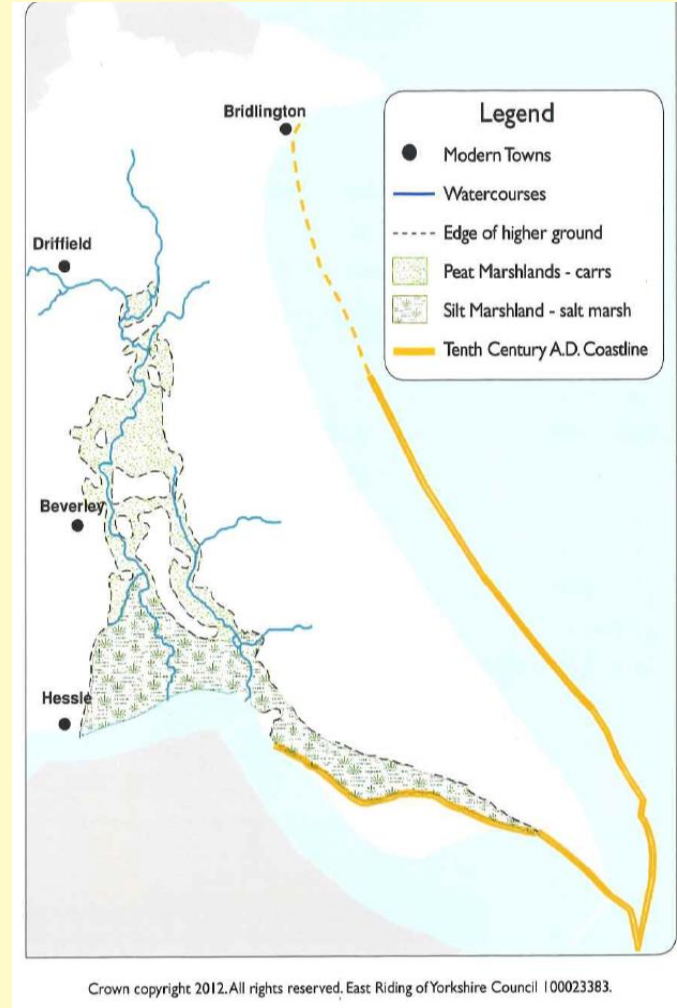 Bridlington
Legend
Modern Towns
Watercourses
Driffield
Edge of higher ground
Peat Marshlands - carrs
Silt Marshland - salt marsh
Tenth Century A.D. Coastline
Beverley
Hessle
Crown copyright 2012. All rights reserved. East Riding of Yorkshire Council 100023383.